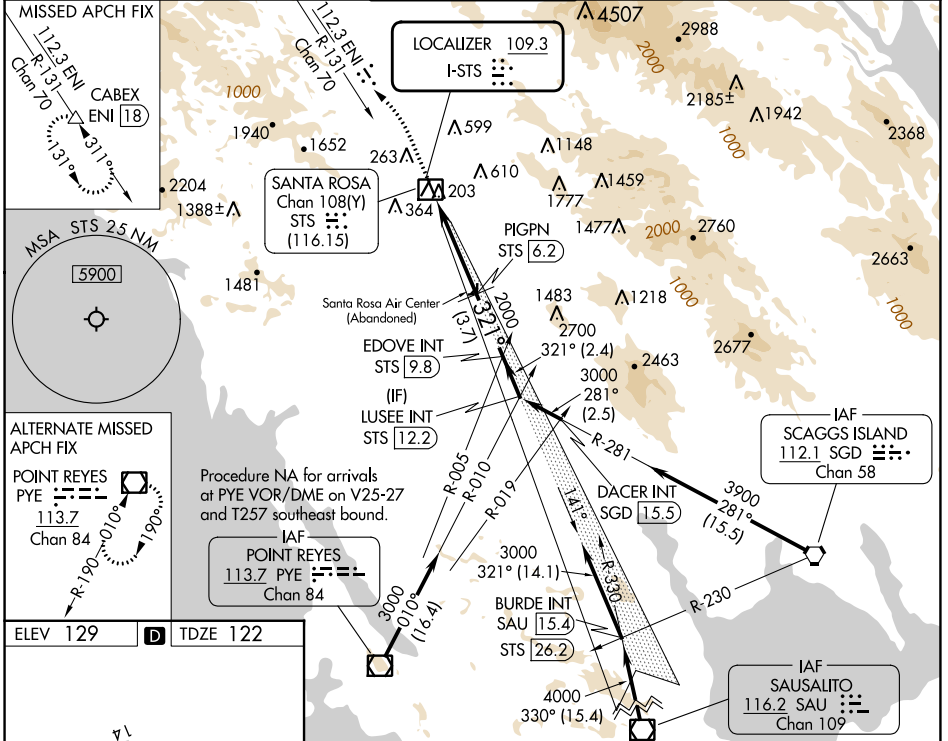 MISSED APCH FIX
112.3 ENI
R-131
Chan 70
CABEX
ENI 18
131°
311°
112.3 ENI
R-131
Chan 70
LOCALIZER 109.3
I-STS
4507
2988
2000
2185±
1942
2368
1000
1000
1940
1652
2204
1388±
263
599
610
1148
1777
1459
203
364
SANTA ROSA
Chan 108(Y)
STS
(116.15)
1477
2000
2760
2663
1000
1000
MSA STS 25 NM
5900
1481
PIGPN
STS 6.2
Santa Rosa Air Center
(Abandoned)
321°
2000
(3.7)
1483
1218
2700
321° (2.4)
2463
2677
EDOVE INT
STS 9.8
(IF)
LUSEE INT
STS 12.2
3000
281°
(2.5)
R-281
IAF
SCAGGS ISLAND
112.1 SGD
Chan 58
ALTERNATE MISSED
APCH FIX
POINT REYES
PYE
113.7
Chan 84
R-190
010°
190°
Procedure NA for arrivals
at PYE VOR/DME on V25-27
and T257 southeast bound.
R-005
R-010
R-019
DACER INT
SGD 15.5
3900
281°
(15.5)
141°
IAF
POINT REYES
113.7 PYE
Chan 84
3000
010°
(16.4)
3000
321° (14.1)
R-330
R-230
BURDE INT
SAU 15.4
STS 26.2
4000
330° (15.4)
IAF
SAUSALITO
116.2 SAU
Chan 109
ELEV 129
D
TDZE 122
14